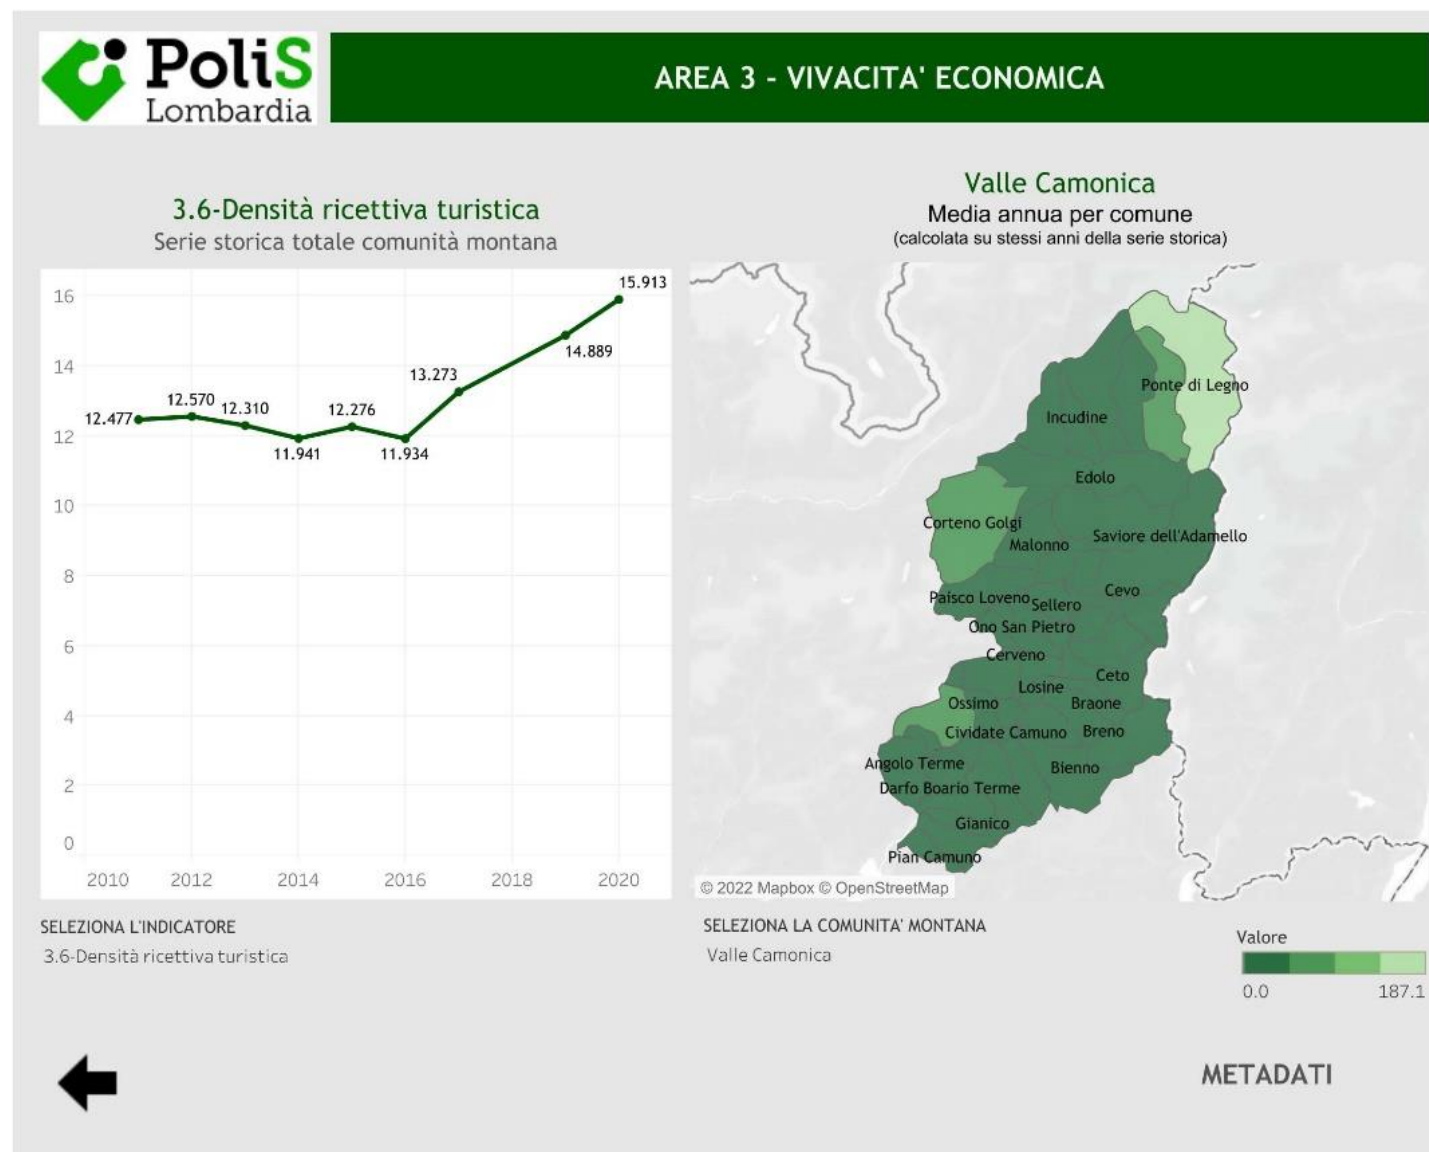 PoliS
Lombardia
AREA 3 - VIVACITA' ECONOMICA
3.6-Densità ricettiva turistica
Serie storica totale comunità montana
16
14
12
10
8
6
4
2
0
12.477
12.570
12.310
11.941
12.276
11.934
13.273
14.889
15.913
2010
2012
2014
2016
2018
2020
Valle Camonica
Media annua per comune
(calcolata su stessi anni della serie storica)
Ponte di Legno
Incudine
Edolo
Corteno Golgi
Malonno
Saviore dell'Adamello
Cevo
Paisco Loveno
Sellero
Ono San Pietro
Cerveno
Ceto
Losine
Ossimo
Braone
Cividate Camuno
Breno
Angolo Terme
Bienno
Darfo Boario Terme
Gianico
Pian Camuno
© 2022 Mapbox © OpenStreetMap
SELEZIONA L'INDICATORE
3.6-Densità ricettiva turistica
SELEZIONA LA COMUNITA' MONTANA
Valle Camonica
Valore
0.0
187.1
METADATI